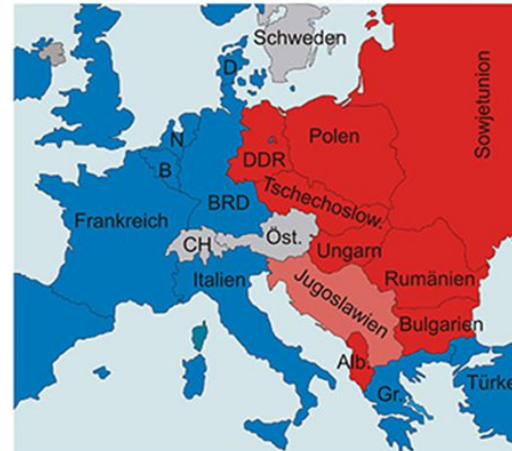 Schweden
D
Sowjetunion
N
Polen
DDR
B
Tschechoslow.
BRD
Frankreich
Öst.
CH
Ungarn
Italien
Rumänien
Jugoslawien
Bulgarien
Alb.
Türke
Gr.